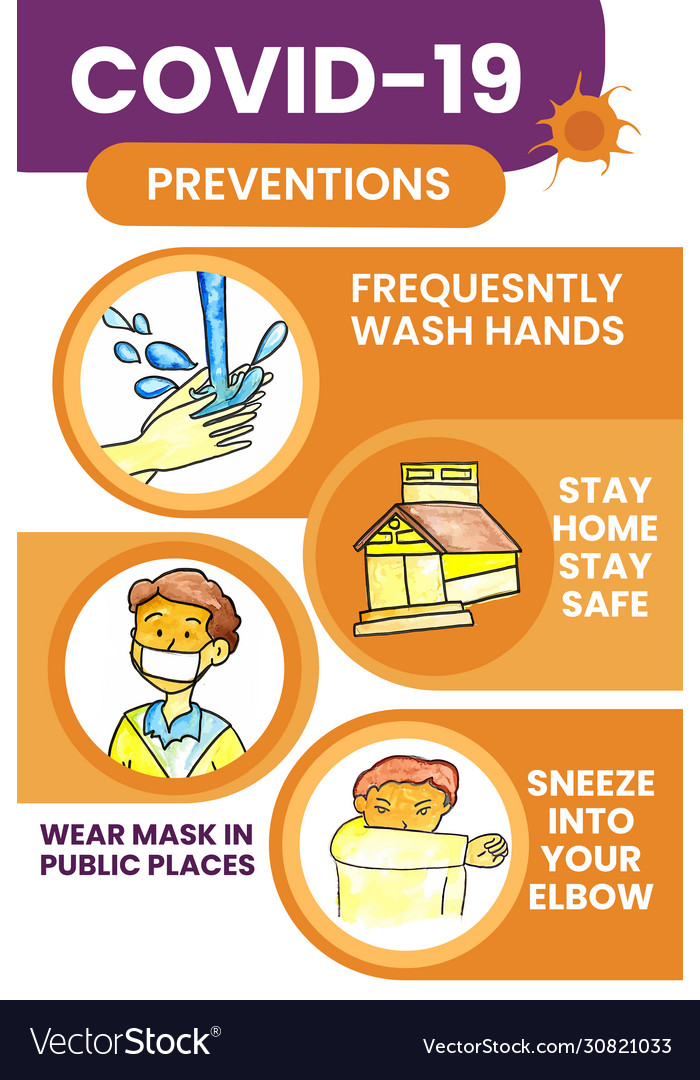 COVID-19
PREVENTIONS
FREQUESNTLY
WASH HANDS
STAY
HOME
STAY
SAFE
WEAR MASK IN
PUBLIC PLACES
SNEEZE
INTO
YOUR
ELBOW
VectorStock®
VectorStock.com/30821033